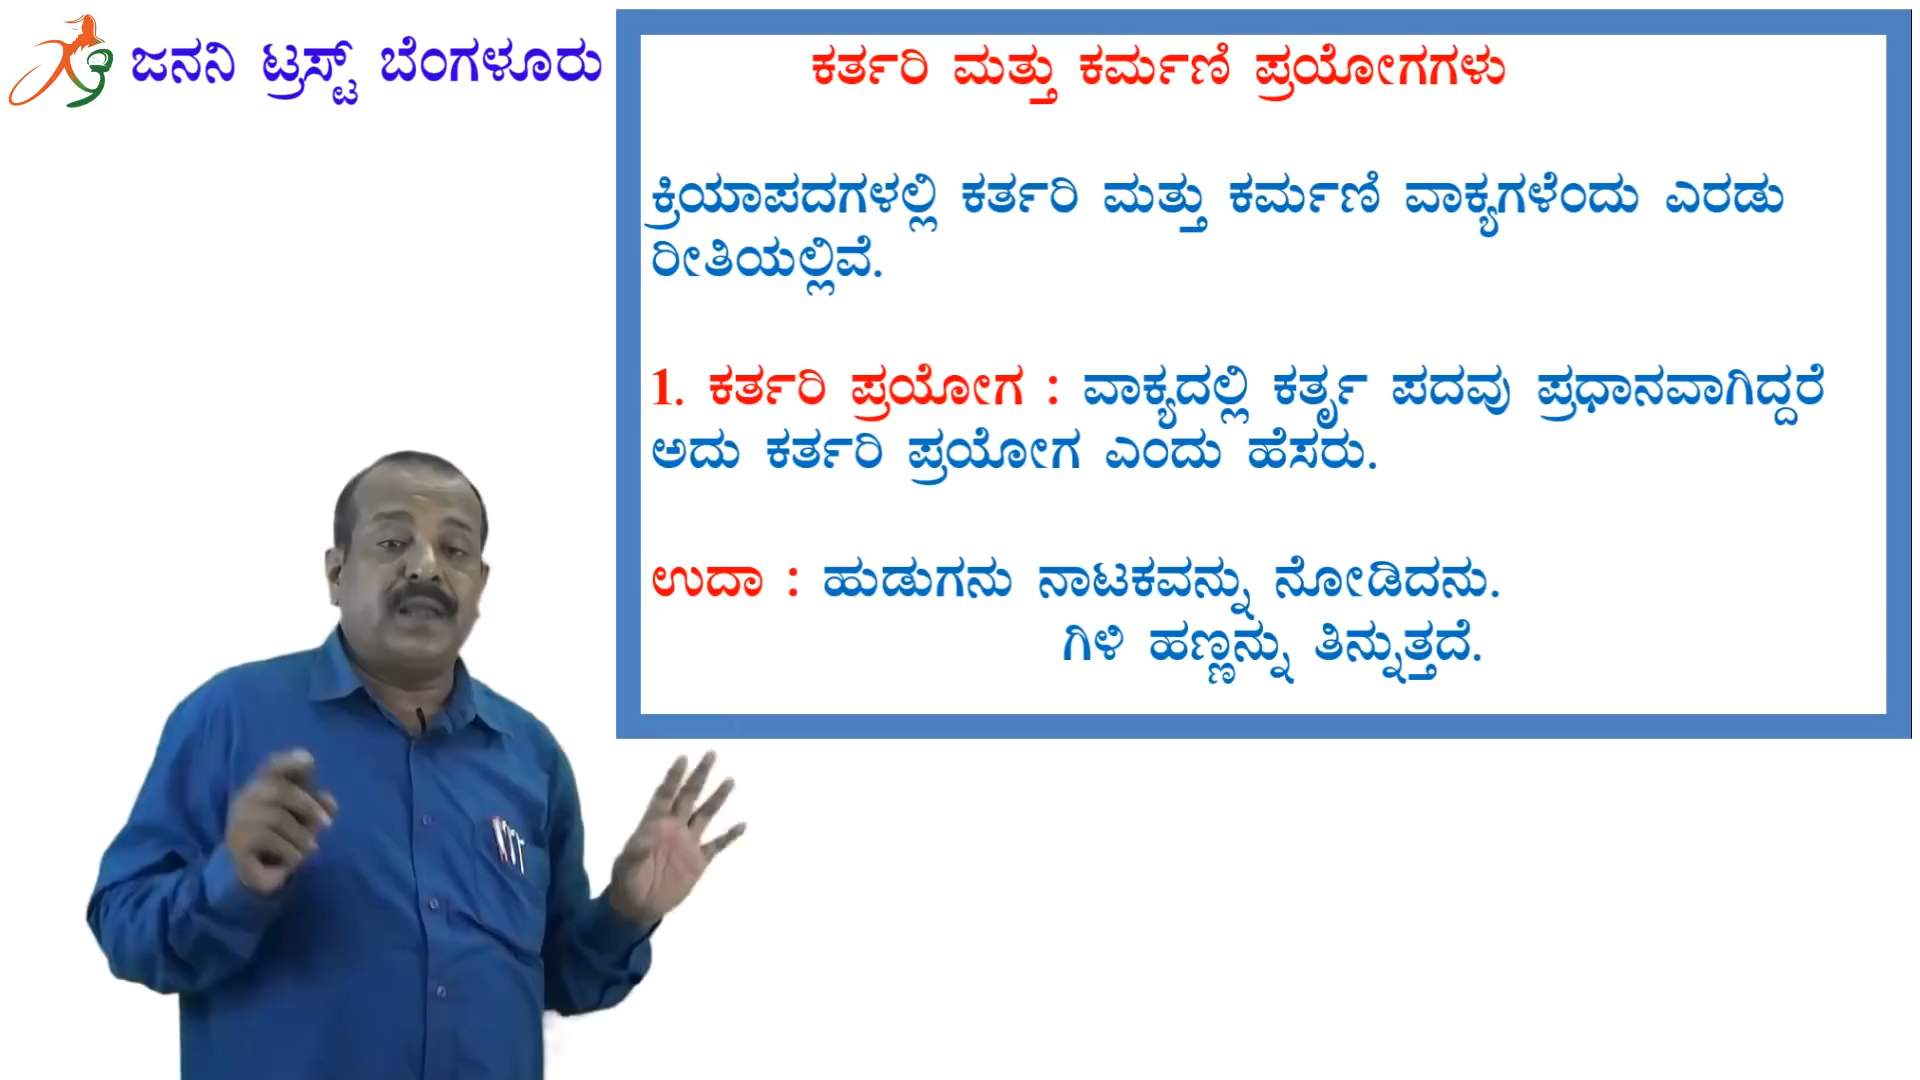 ಜನನಿ ಟ್ರಸ್ಟ್ ಬೆಂಗಳೂರು
ಕರ್ತರಿ ಮತ್ತು ಕರ್ಮಣಿ ಪ್ರಯೋಗಗಳು
ಕ್ರಿಯಾಪದಗಳಲ್ಲಿ ಕರ್ತರಿ ಮತ್ತು ಕರ್ಮಣಿ ವಾಕ್ಯಗಳೆಂದು ಎರಡು
ರೀತಿಯಲ್ಲಿವೆ.
1. ಕರ್ತರಿ ಪ್ರಯೋಗ : ವಾಕ್ಯದಲ್ಲಿ ಕರ್ತೃ ಪದವು ಪ್ರಧಾನವಾಗಿದ್ದರೆ
ಅದು ಕರ್ತರಿ ಪ್ರಯೋಗ ಎಂದು ಹೆಸರು.
ಉದಾ : ಹುಡುಗನು ನಾಟಕವನ್ನು ನೋಡಿದನು.
ಗಿಳಿ ಹಣ್ಣನ್ನು ತಿನ್ನುತ್ತದೆ.